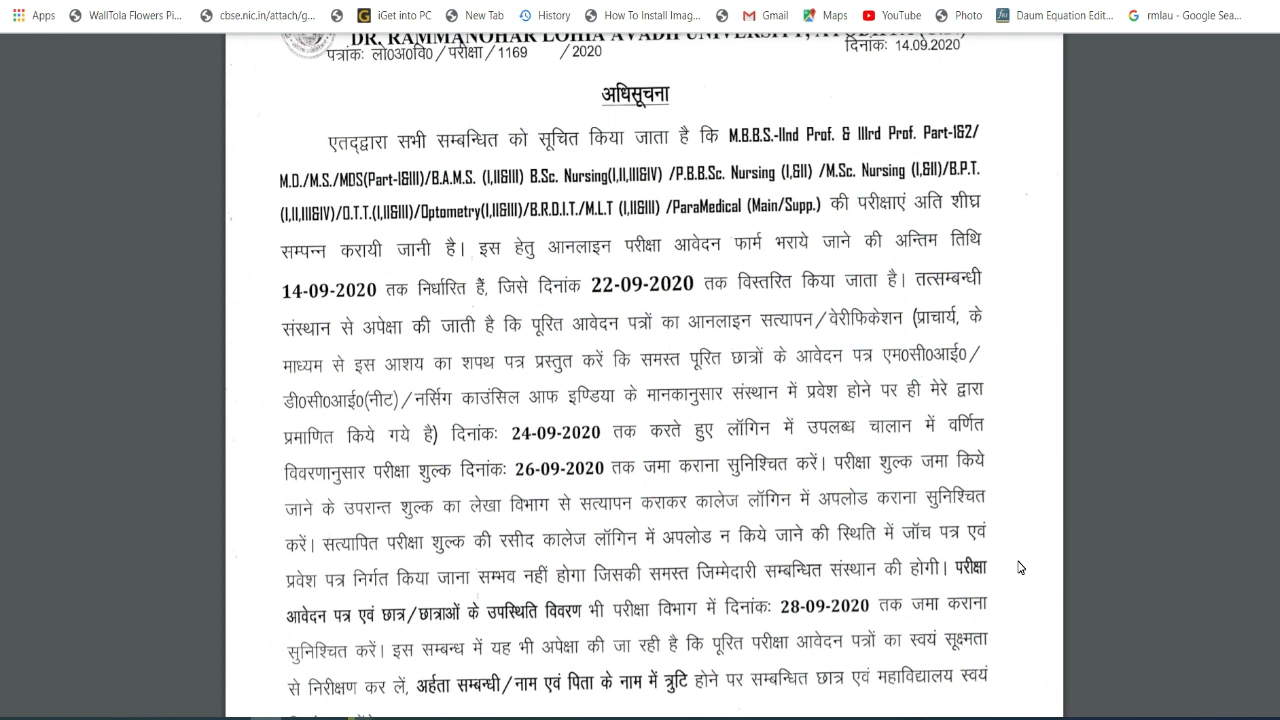 Apps WallTola Flowers Pi... cbse.nic.in/attach/g... iGet into PC New Tab History How To Install Imag... Gmail Maps YouTube Photo Daum Equation Edit... rmlau - Google Sea...
DR. RAMMANOHAR LOHIA AVADH UNIVERSITY,
पत्रांकः लो0अ0वि0 / परीक्षा / 1169 / 2020 दिनांकः 14.09.2020
अधिसूचना
एतद्द्वारा सभी सम्बन्धित को सूचित किया जाता है कि M.B.B.S.-IInd Prof. & IIIrd Prof. Part-1&2/
M.D./M.S./MDS(Part-I&III)/B.A.M.S. (I,II&III) B.Sc. Nursing(I,II,III&IV) /P.B.B.Sc. Nursing (I,&II) /M.Sc. Nursing (I,&II)/B.P.T.
(I,II,III&IV)/O.T.T.(I,II&III)/Optometry(I,II&III)/B.R.D.I.T./M.L.T (I,II&III) /ParaMedical (Main/Supp.) की परीक्षाएं अति शीघ्र
सम्पन्न करायी जानी है। इस हेतु आनलाइन परीक्षा आवेदन फार्म भराये जाने की अन्तिम तिथि
14-09-2020 तक निर्धारित हैं, जिसे दिनांक 22-09-2020 तक विस्तरित किया जाता है। तत्सम्बन्धी
संस्थान से अपेक्षा की जाती है कि पूरित आवेदन पत्रों का आनलाइन सत्यापन/वेरीफिकेशन (प्राचार्य, के
माध्यम से इस आशय का शपथ पत्र प्रस्तुत करें कि समस्त पूरित छात्रों के आवेदन पत्र एम0सी0आई0/
डी0सी0आई0(नीट)/नर्सिग काउंसिल आफ इण्डिया के मानकानुसार संस्थान में प्रवेश होने पर ही मेरे द्वारा
प्रमाणित किये गये है) दिनांकः 24-09-2020 तक करते हुए लॉगिन में उपलब्ध चालान में वर्णित
विवरणानुसार परीक्षा शुल्क दिनांकः 26-09-2020 तक जमा कराना सुनिश्चित करें। परीक्षा शुल्क जमा किये
जाने के उपरान्त शुल्क का लेखा विभाग से सत्यापन कराकर कालेज लॉगिन में अपलोड कराना सुनिश्चित
करें। सत्यापित परीक्षा शुल्क की रसीद कालेज लॉगिन में अपलोड न किये जाने की स्थिति में जॉच पत्र एवं
प्रवेश पत्र निर्गत किया जाना सम्भव नहीं होगा जिसकी समस्त जिम्मेदारी सम्बन्धित संस्थान की होगी। परीक्षा
आवेदन पत्र एवं छात्र/छात्राओं के उपस्थिति विवरण भी परीक्षा विभाग में दिनांकः 28-09-2020 तक जमा कराना
सुनिश्चित करें। इस सम्बन्ध में यह भी अपेक्षा की जा रही है कि पूरित परीक्षा आवेदन पत्रों का स्वयं सूक्ष्मता
से निरीक्षण कर लें, अर्हता सम्बन्धी/नाम एवं पिता के नाम में त्रुटि होने पर सम्बन्धित छात्र एवं महाविद्यालय स्वयं